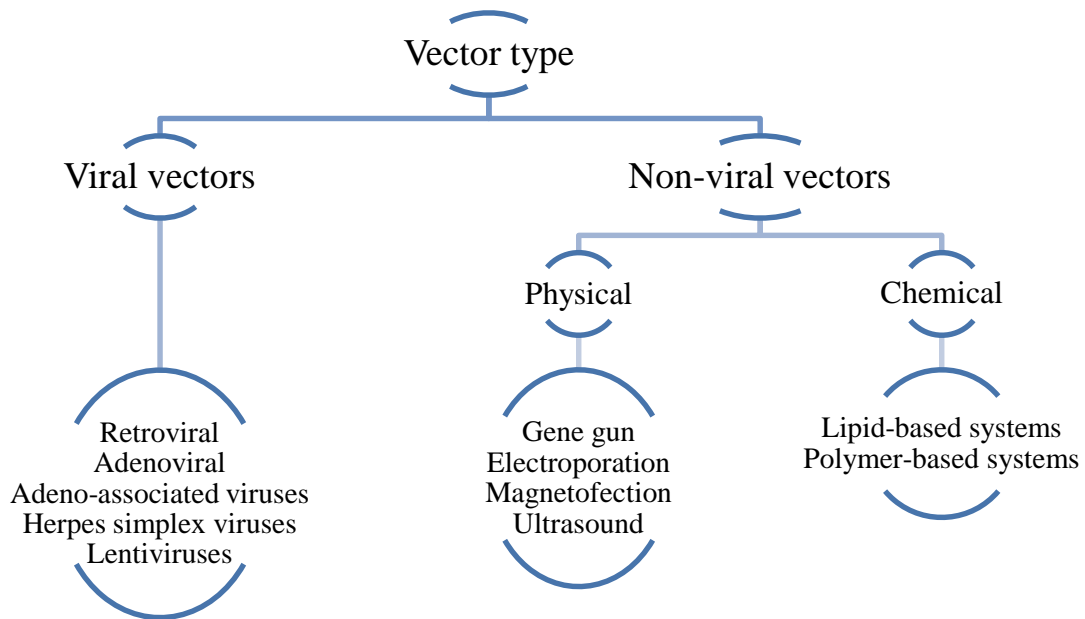 Vector type
Viral vectors
Non-viral vectors
Physical
Chemical
Retroviral
Adenoviral
Adeno-associated viruses
Herpes simplex viruses
Lentiviruses
Gene gun
Electroporation
Magnetofection
Ultrasound
Lipid-based systems
Polymer-based systems